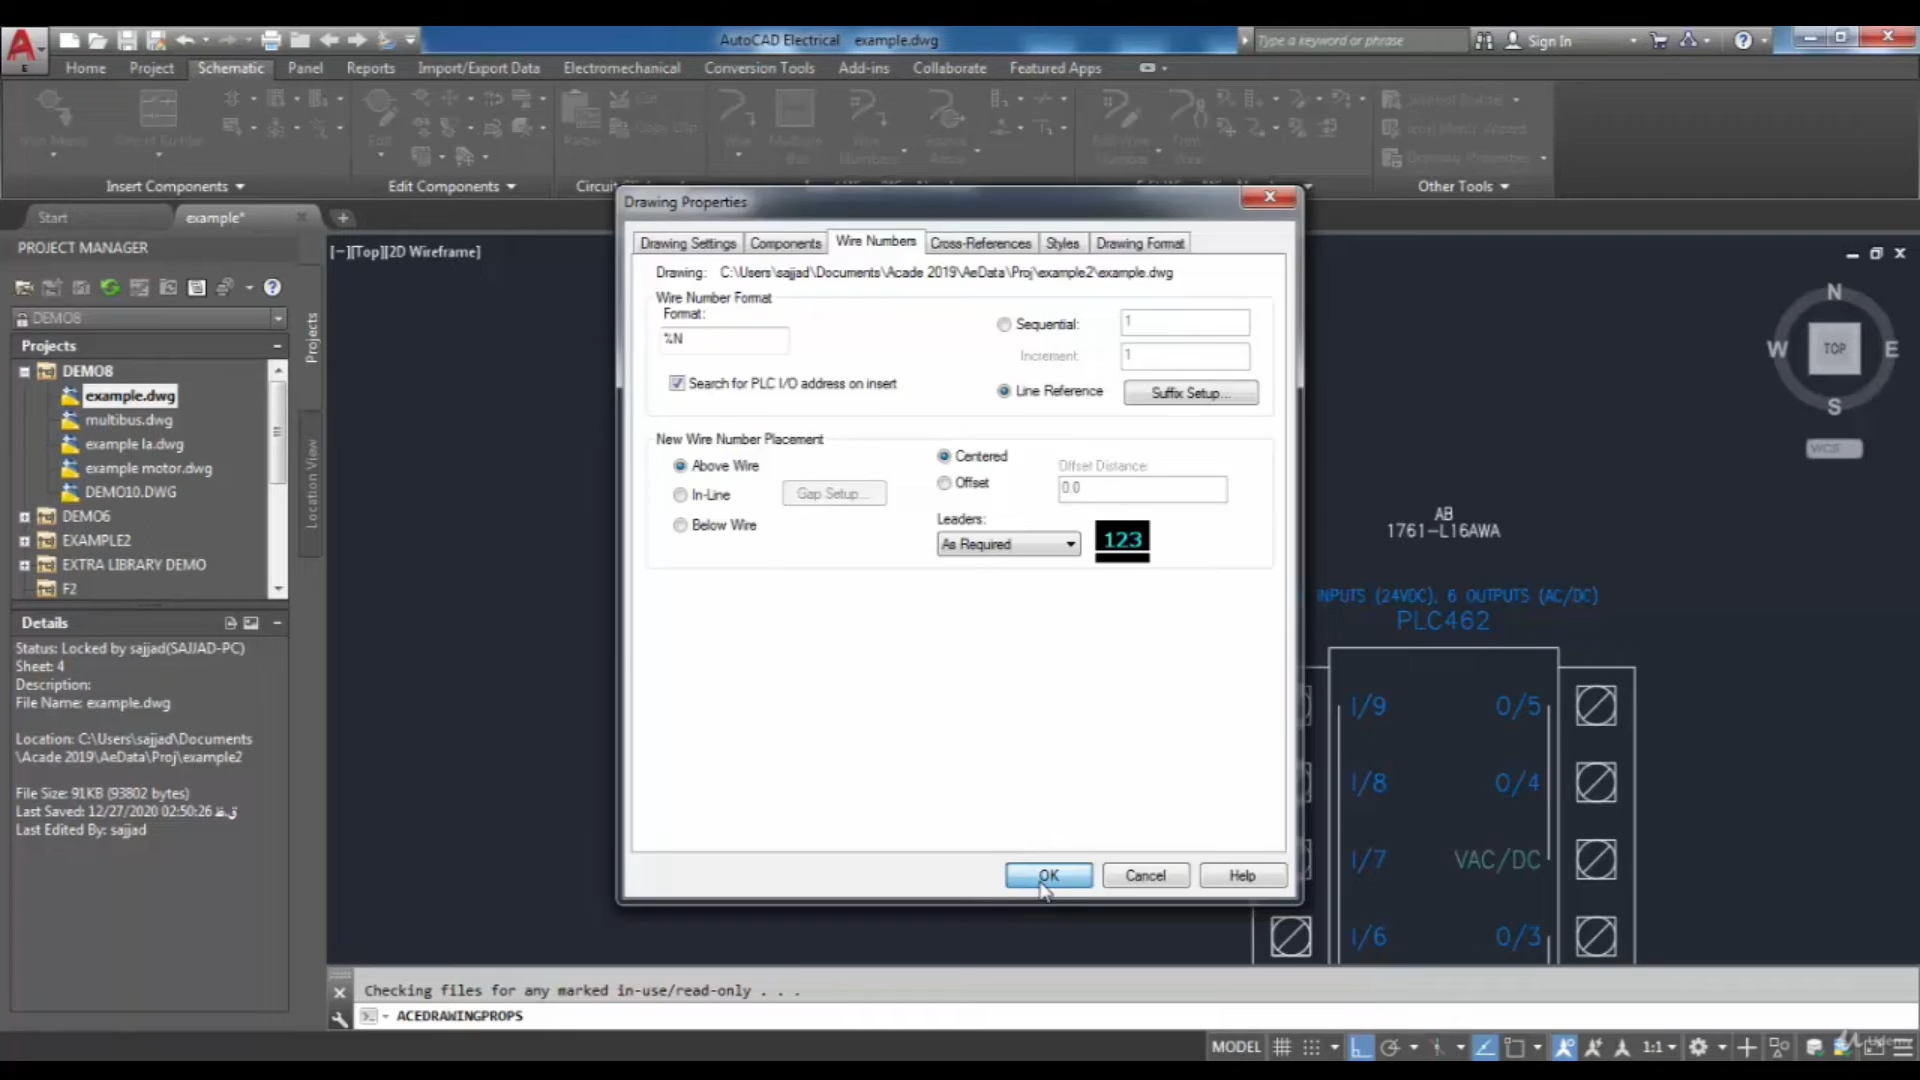 AutoCAD Electrical example.dwg
Type a keyword or phrase
Sign In
Home Project Schematic Panel Reports Import/Export Data Electromechanical Conversion Tools Add-ins Collaborate Featured Apps
Cut
Copy Clip
Insert Components
Edit Components
Other Tools
Start
example*
PROJECT MANAGER
DEMO8
Projects
DEMO8
example.dwg
multibus.dwg
example la.dwg
example motor.dwg
DEMO10.DWG
DEMO6
EXAMPLE2
EXTRA LIBRARY DEMO
F2
Projects
Location View
Details
Status: Locked by sajjad(SAJJAD-PC)
Sheet: 4
Description:
File Name: example.dwg
Location: C:\Users\sajjad\Documents
\Acade 2019\AeData\Proj\example2
File Size: 91KB (93802 bytes)
Last Saved: 12/27/2020 02:50:26 ق.ظ
Last Edited By: sajjad
[−][Top][2D Wireframe]
Drawing Properties
Drawing Settings Components Wire Numbers Cross-References Styles Drawing Format
Drawing: C:\Users\sajjad\Documents\Acade 2019\AeData\Proj\example2\example.dwg
Wire Number Format
Format:
%N
Search for PLC I/O address on insert
Sequential: 1
Increment: 1
Line Reference
Suffix Setup...
New Wire Number Placement
Above Wire
In-Line
Gap Setup...
Below Wire
Centered
Offset
Offset Distance:
0.0
Leaders:
As Required
123
OK Cancel Help
N
W TOP E
S
WCS
AB
1761-L16AWA
INPUTS (24VDC), 6 OUTPUTS (AC/DC)
PLC462
I/9 O/5
I/8 O/4
I/7 VAC/DC
I/6 O/3
Checking files for any marked in-use/read-only . . .
ACEDRAWINGPROPS
MODEL
1:1